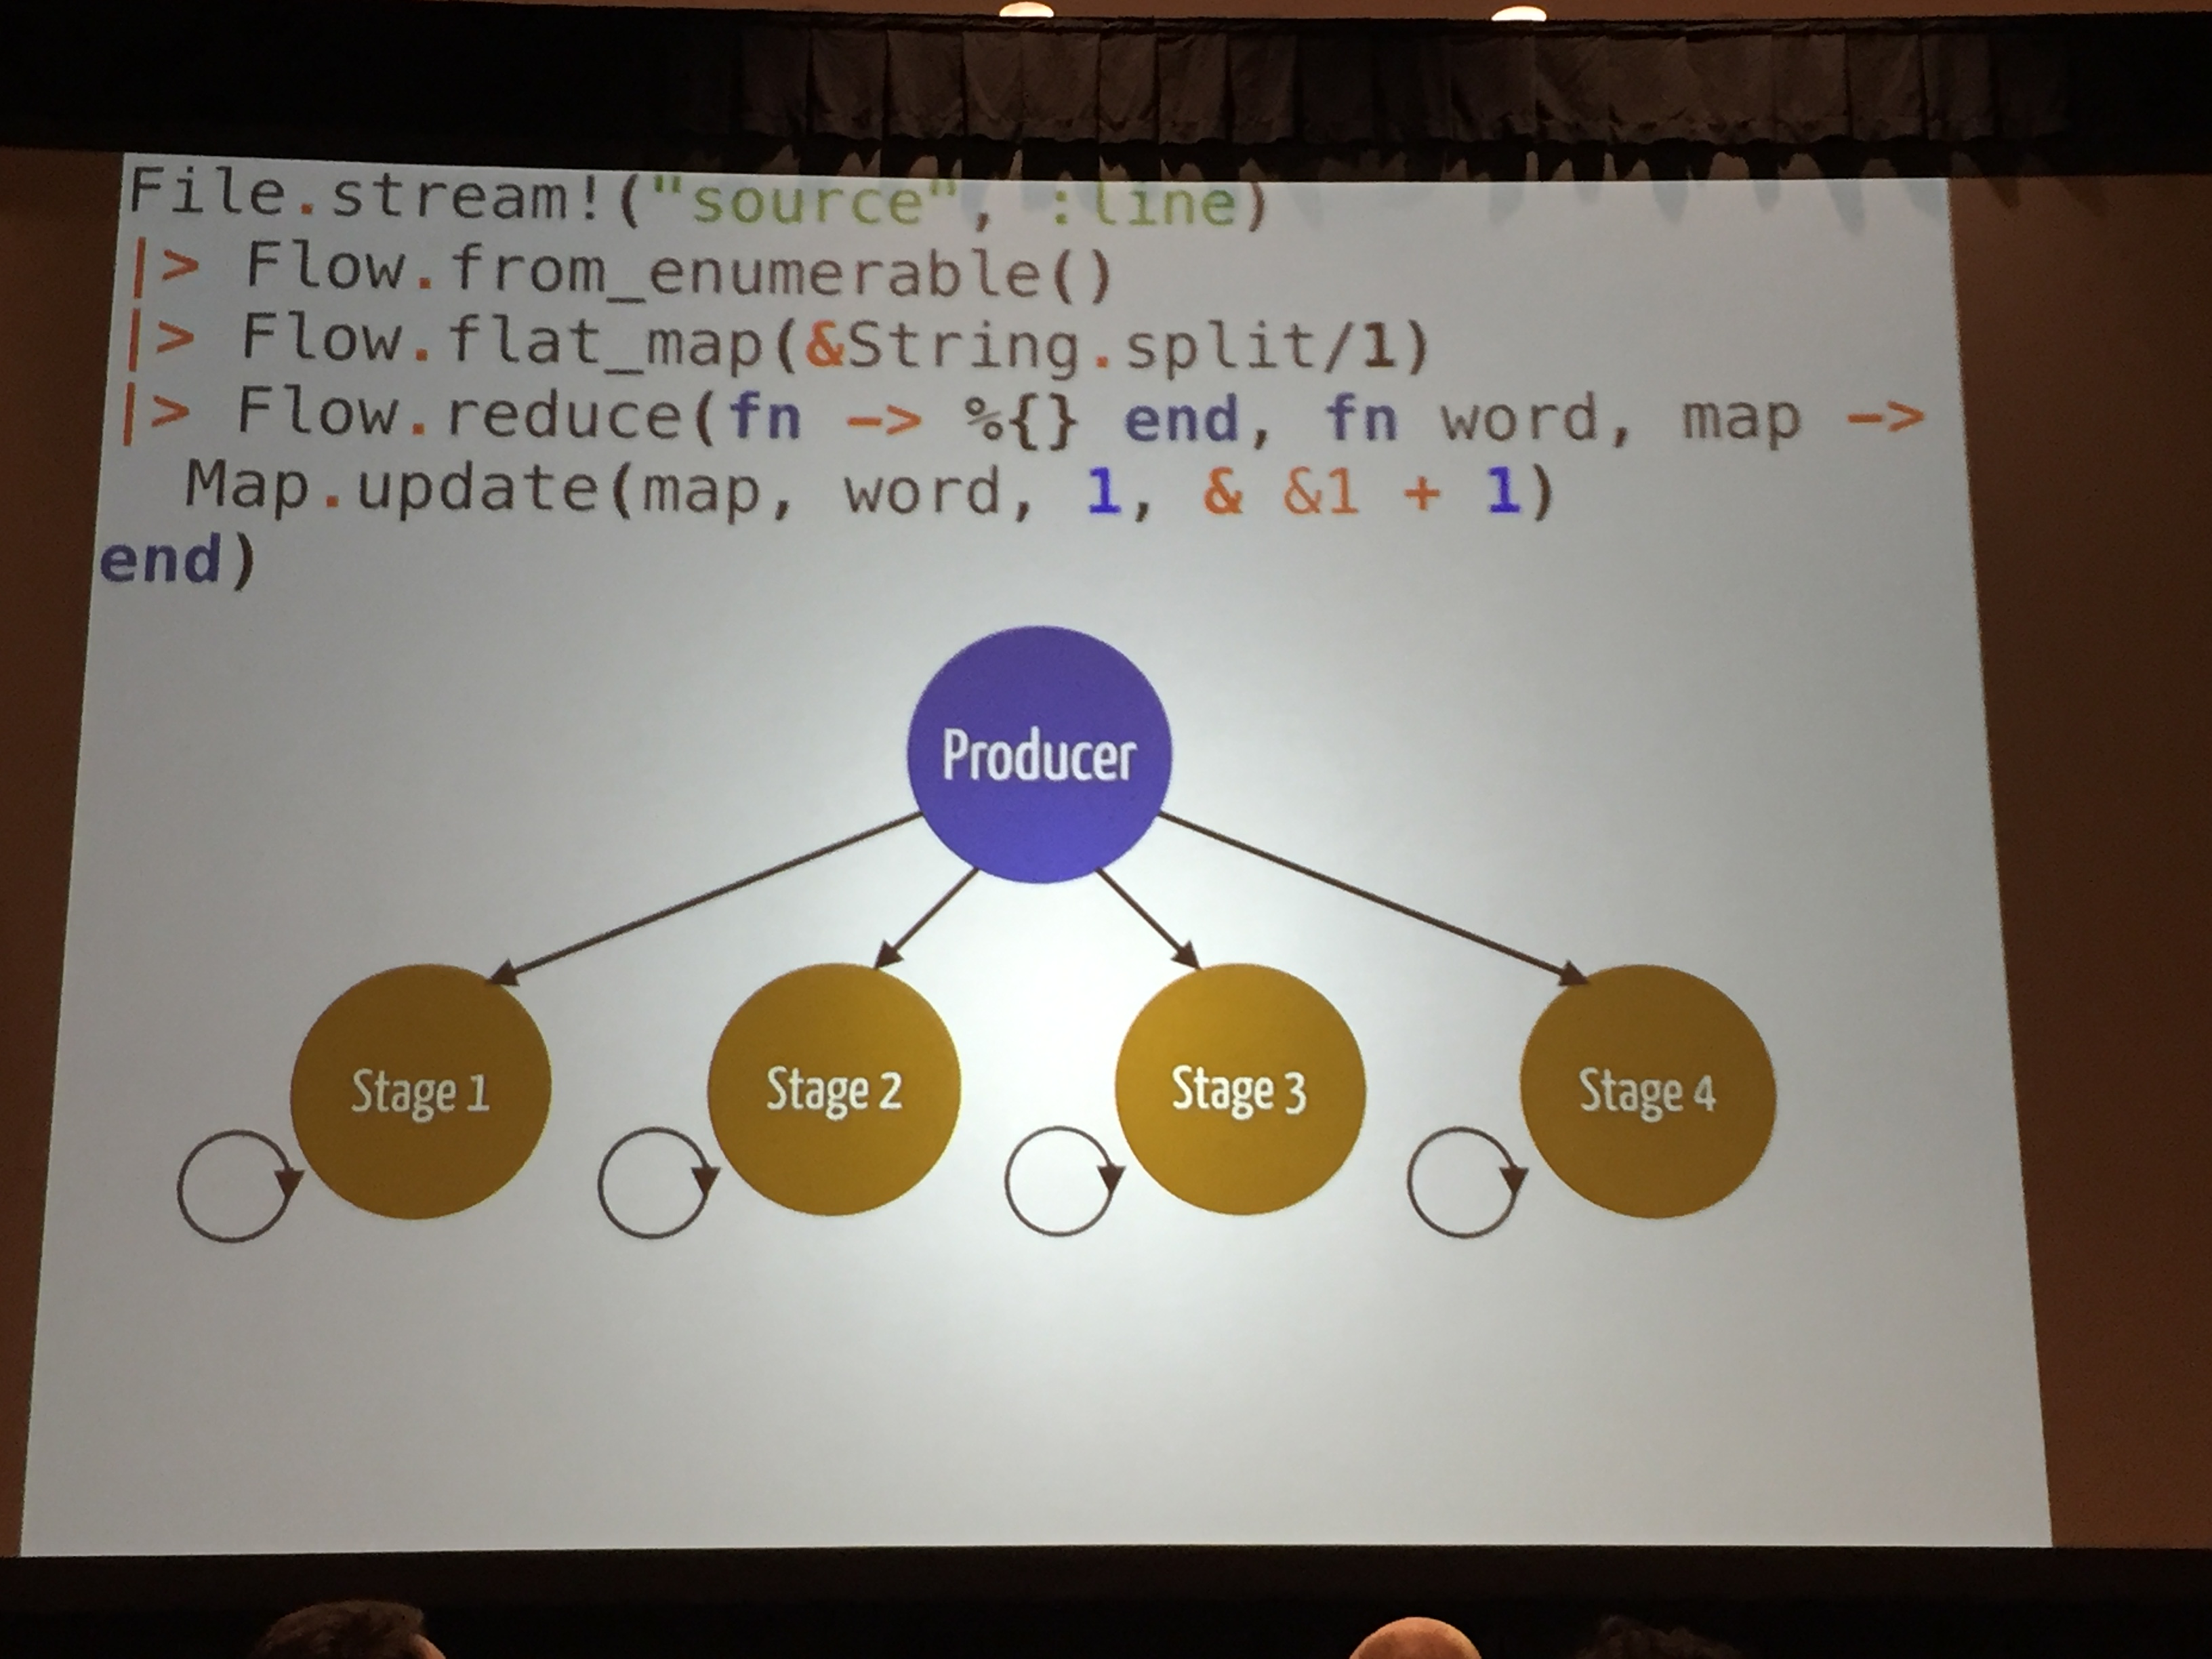 File.stream!("source", :line)
|> Flow.from_enumerable()
|> Flow.flat_map(&String.split/1)
|> Flow.reduce(fn -> %{} end, fn word, map ->
Map.update(map, word, 1, & &1 + 1)
end)
Producer
Stage 1
Stage 2
Stage 3
Stage 4